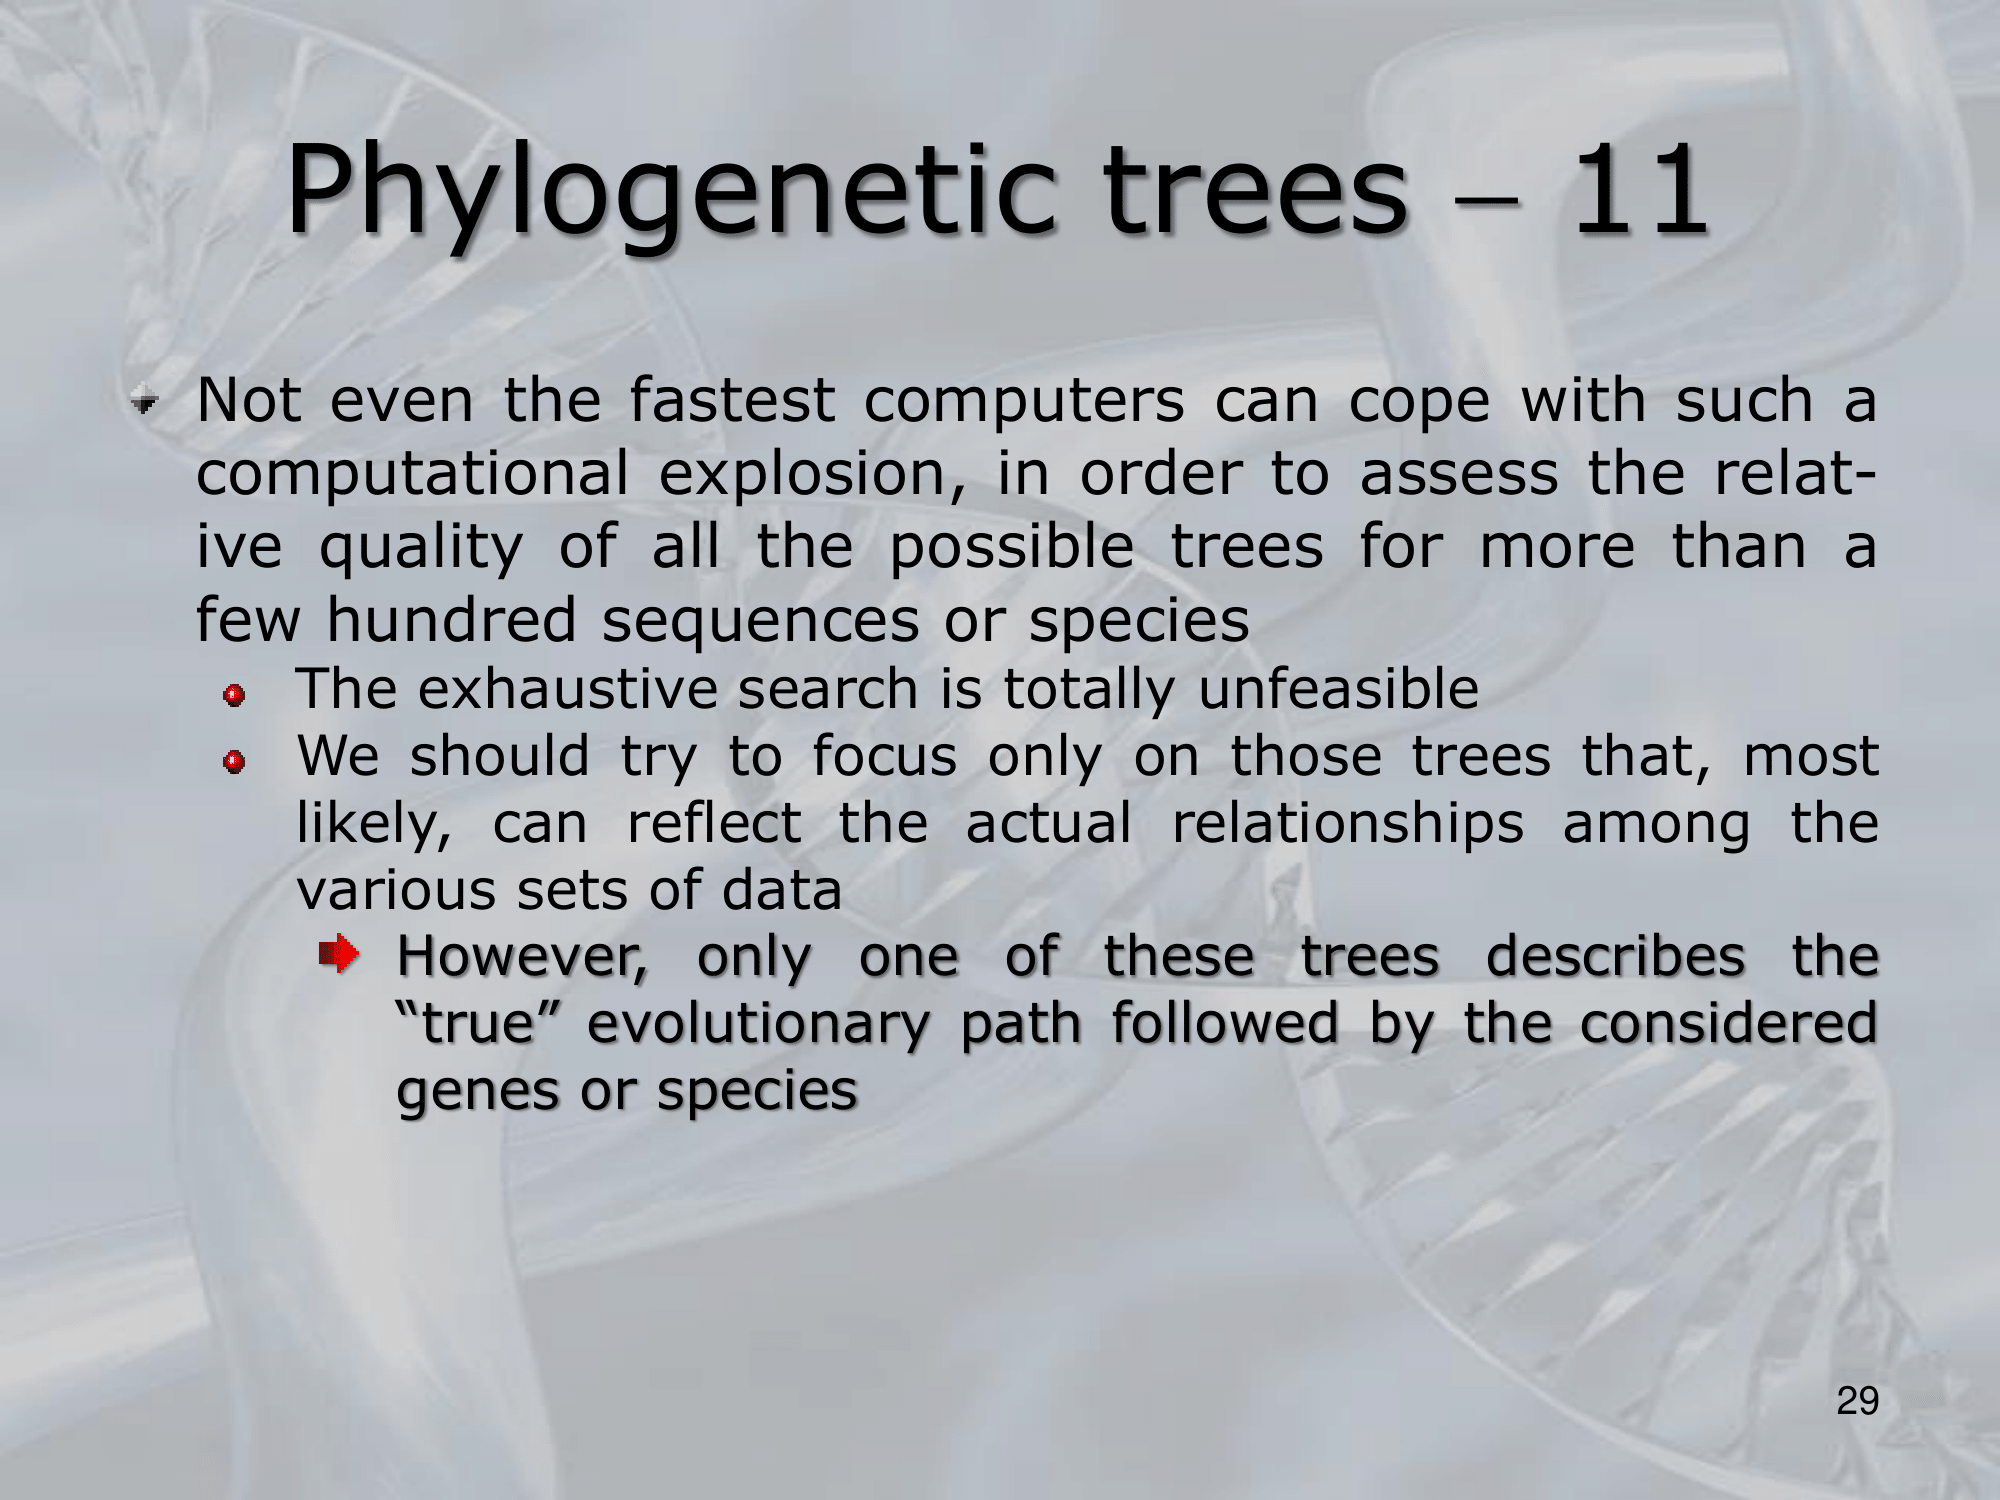 Phylogenetic trees – 11
Not even the fastest computers can cope with such a
computational explosion, in order to assess the relat-
ive quality of all the possible trees for more than a
few hundred sequences or species
The exhaustive search is totally unfeasible
We should try to focus only on those trees that, most
likely, can reflect the actual relationships among the
various sets of data
However, only one of these trees describes the
“true” evolutionary path followed by the considered
genes or species
29